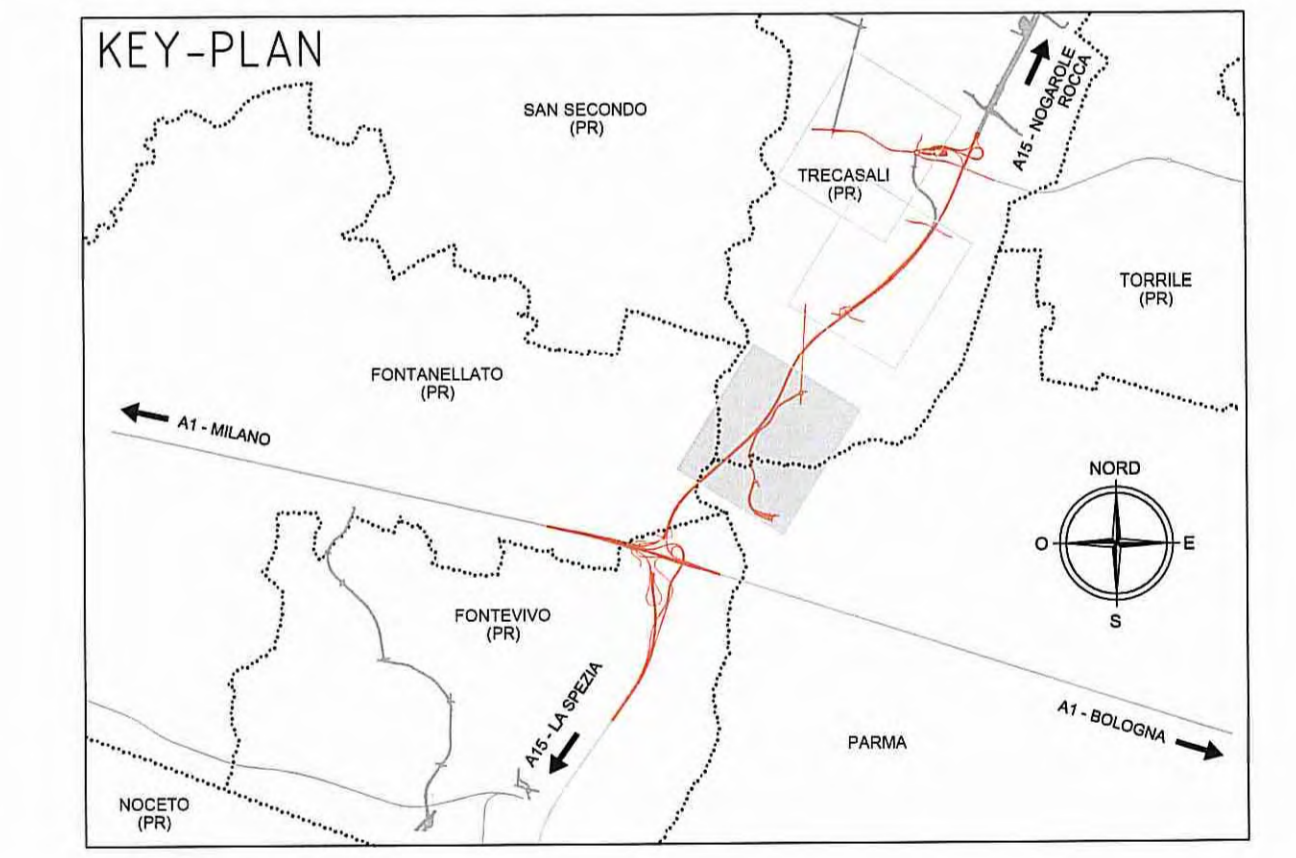 KEY-PLAN
SAN SECONDO
(PR)
A15 - NOGAROLE
ROCCA
TRECASALI
(PR)
TORRILE
(PR)
FONTANELLATO
(PR)
A1 - MILANO
NORD
O
E
S
FONTEVIVO
(PR)
A15 - LA SPEZIA
A1 - BOLOGNA
PARMA
NOCETO
(PR)